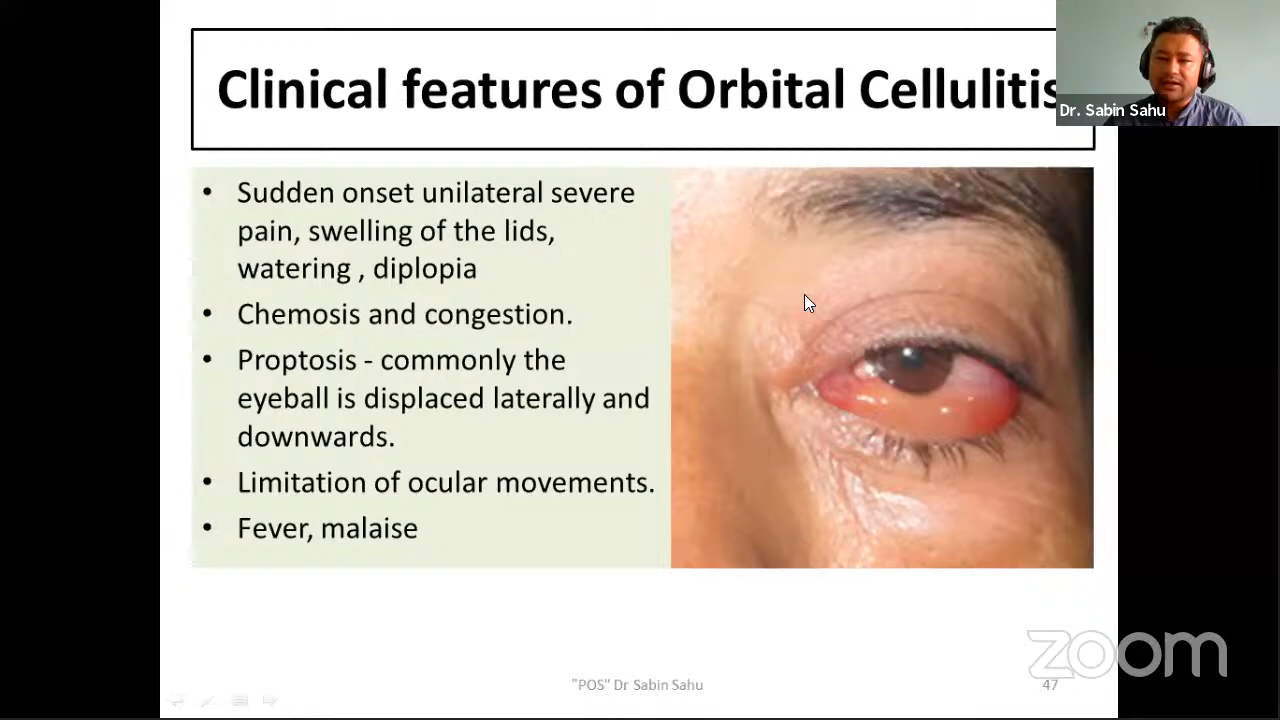 Clinical features of Orbital Cellulitis
Dr. Sabin Sahu
• Sudden onset unilateral severe
pain, swelling of the lids,
watering , diplopia
• Chemosis and congestion.
• Proptosis - commonly the
eyeball is displaced laterally and
downwards.
• Limitation of ocular movements.
• Fever, malaise
zoom
"POS" Dr Sabin Sahu
47